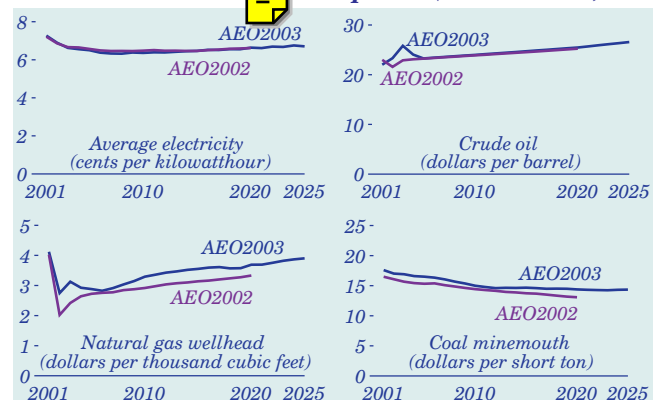 8
AEO2003
6
AEO2002
4
2
Average electricity
(cents per kilowatthour)
0
2001 2010 2020 2025
30
AEO2003
20
AEO2002
10
Crude oil
(dollars per barrel)
0
2001 2010 2020 2025
5
AEO2003
4
3
AEO2002
2
1
Natural gas wellhead
(dollars per thousand cubic feet)
0
2001 2010 2020 2025
25
20
AEO2003
15
AEO2002
10
5
Coal minemouth
(dollars per short ton)
0
2001 2010 2020 2025